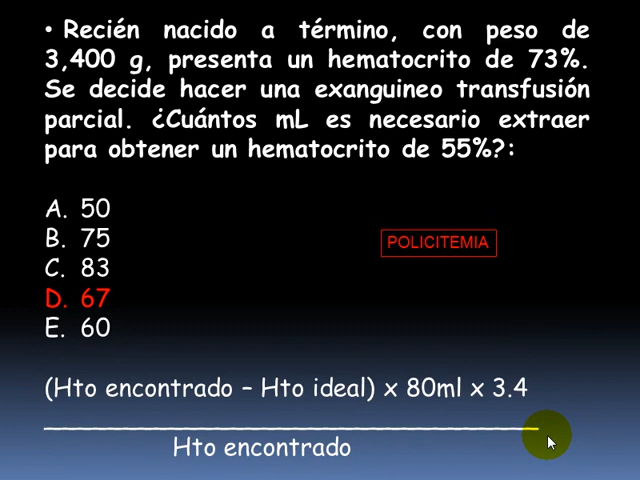 • Recién nacido a término, con peso de
3,400 g, presenta un hematocrito de 73%.
Se decide hacer una exanguineo transfusión
parcial. ¿Cuántos mL es necesario extraer
para obtener un hematocrito de 55%?:
A. 50
B. 75
POLICITEMIA
C. 83
D. 67
E. 60
(Hto encontrado – Hto ideal) x 80ml x 3.4
Hto encontrado